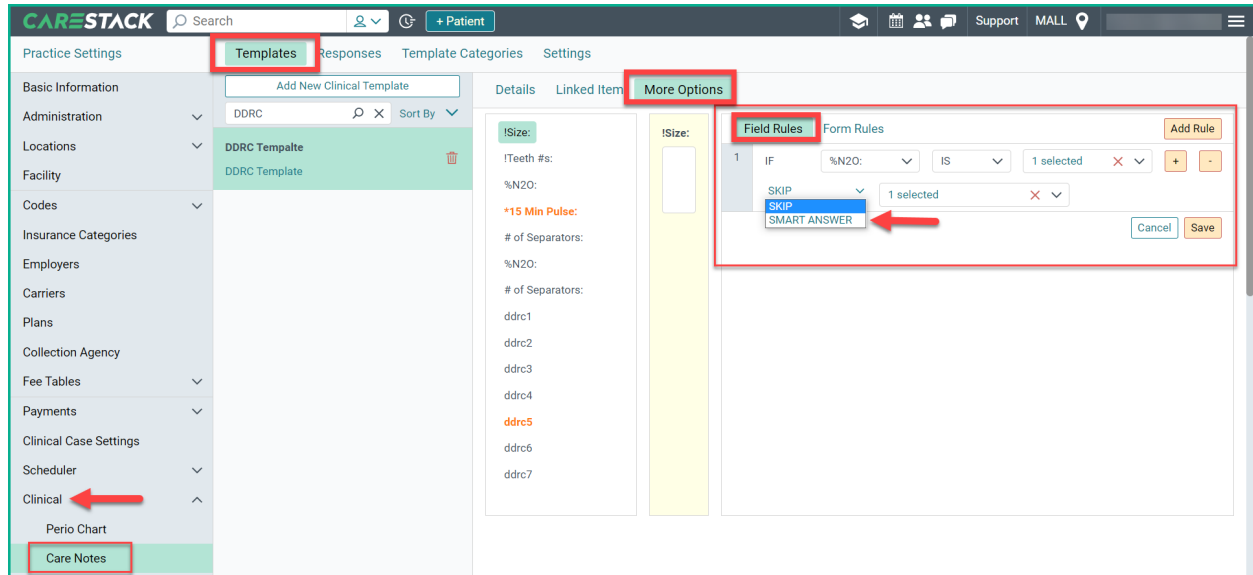 CARESTACK Search + Patient Support MALL
Practice Settings Templates Responses Template Categories Settings
Basic Information
Administration
Locations
Facility
Codes
Insurance Categories
Employers
Carriers
Plans
Collection Agency
Fee Tables
Payments
Clinical Case Settings
Scheduler
Clinical
Perio Chart
Care Notes
Add New Clinical Template
DDRC Sort By
DDRC Tempalte
DDRC Template
Details Linked Item More Options
!Size:
!Teeth #s:
%N2O:
*15 Min Pulse:
# of Separators:
%N2O:
# of Separators:
ddrc1
ddrc2
ddrc3
ddrc4
ddrc5
ddrc6
ddrc7
!Size:
Field Rules Form Rules Add Rule
1 IF %N2O: IS 1 selected + -
SKIP 1 selected
SKIP
SMART ANSWER
Cancel Save